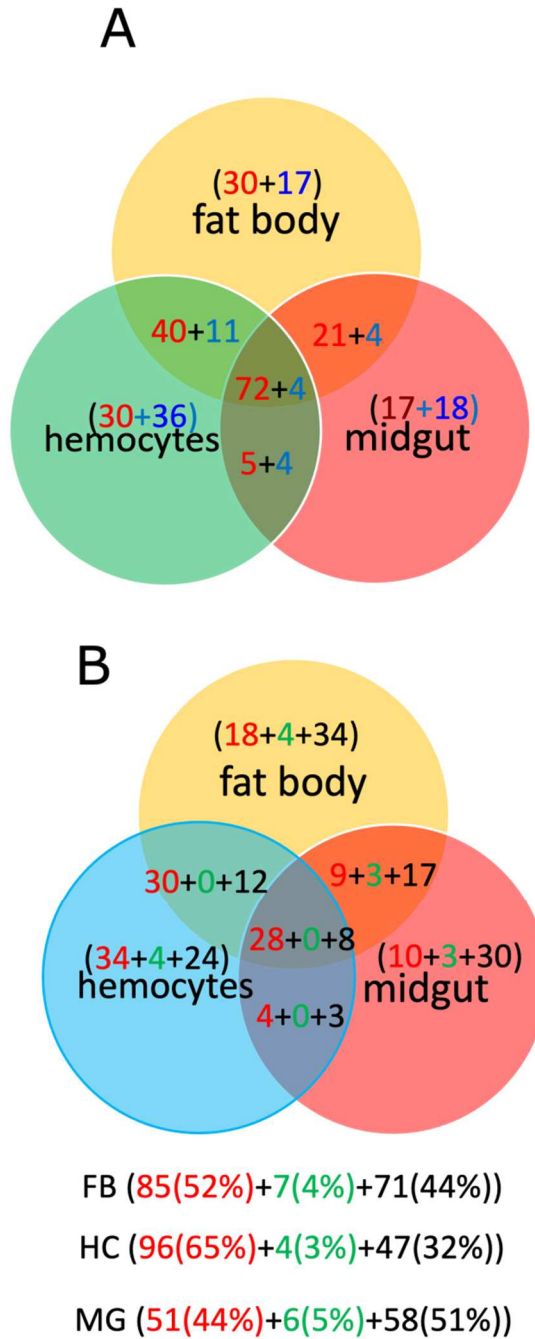 A
(30+17)
fat body
40+11
21+4
72+4
(30+36)
hemocytes
(17+18)
midgut
5+4
B
(18+4+34)
fat body
30+0+12
9+3+17
28+0+8
(34+4+24)
hemocytes
(10+3+30)
midgut
4+0+3
FB (85(52%)+7(4%)+71(44%))
HC (96(65%)+4(3%)+47(32%))
MG (51(44%)+6(5%)+58(51%))